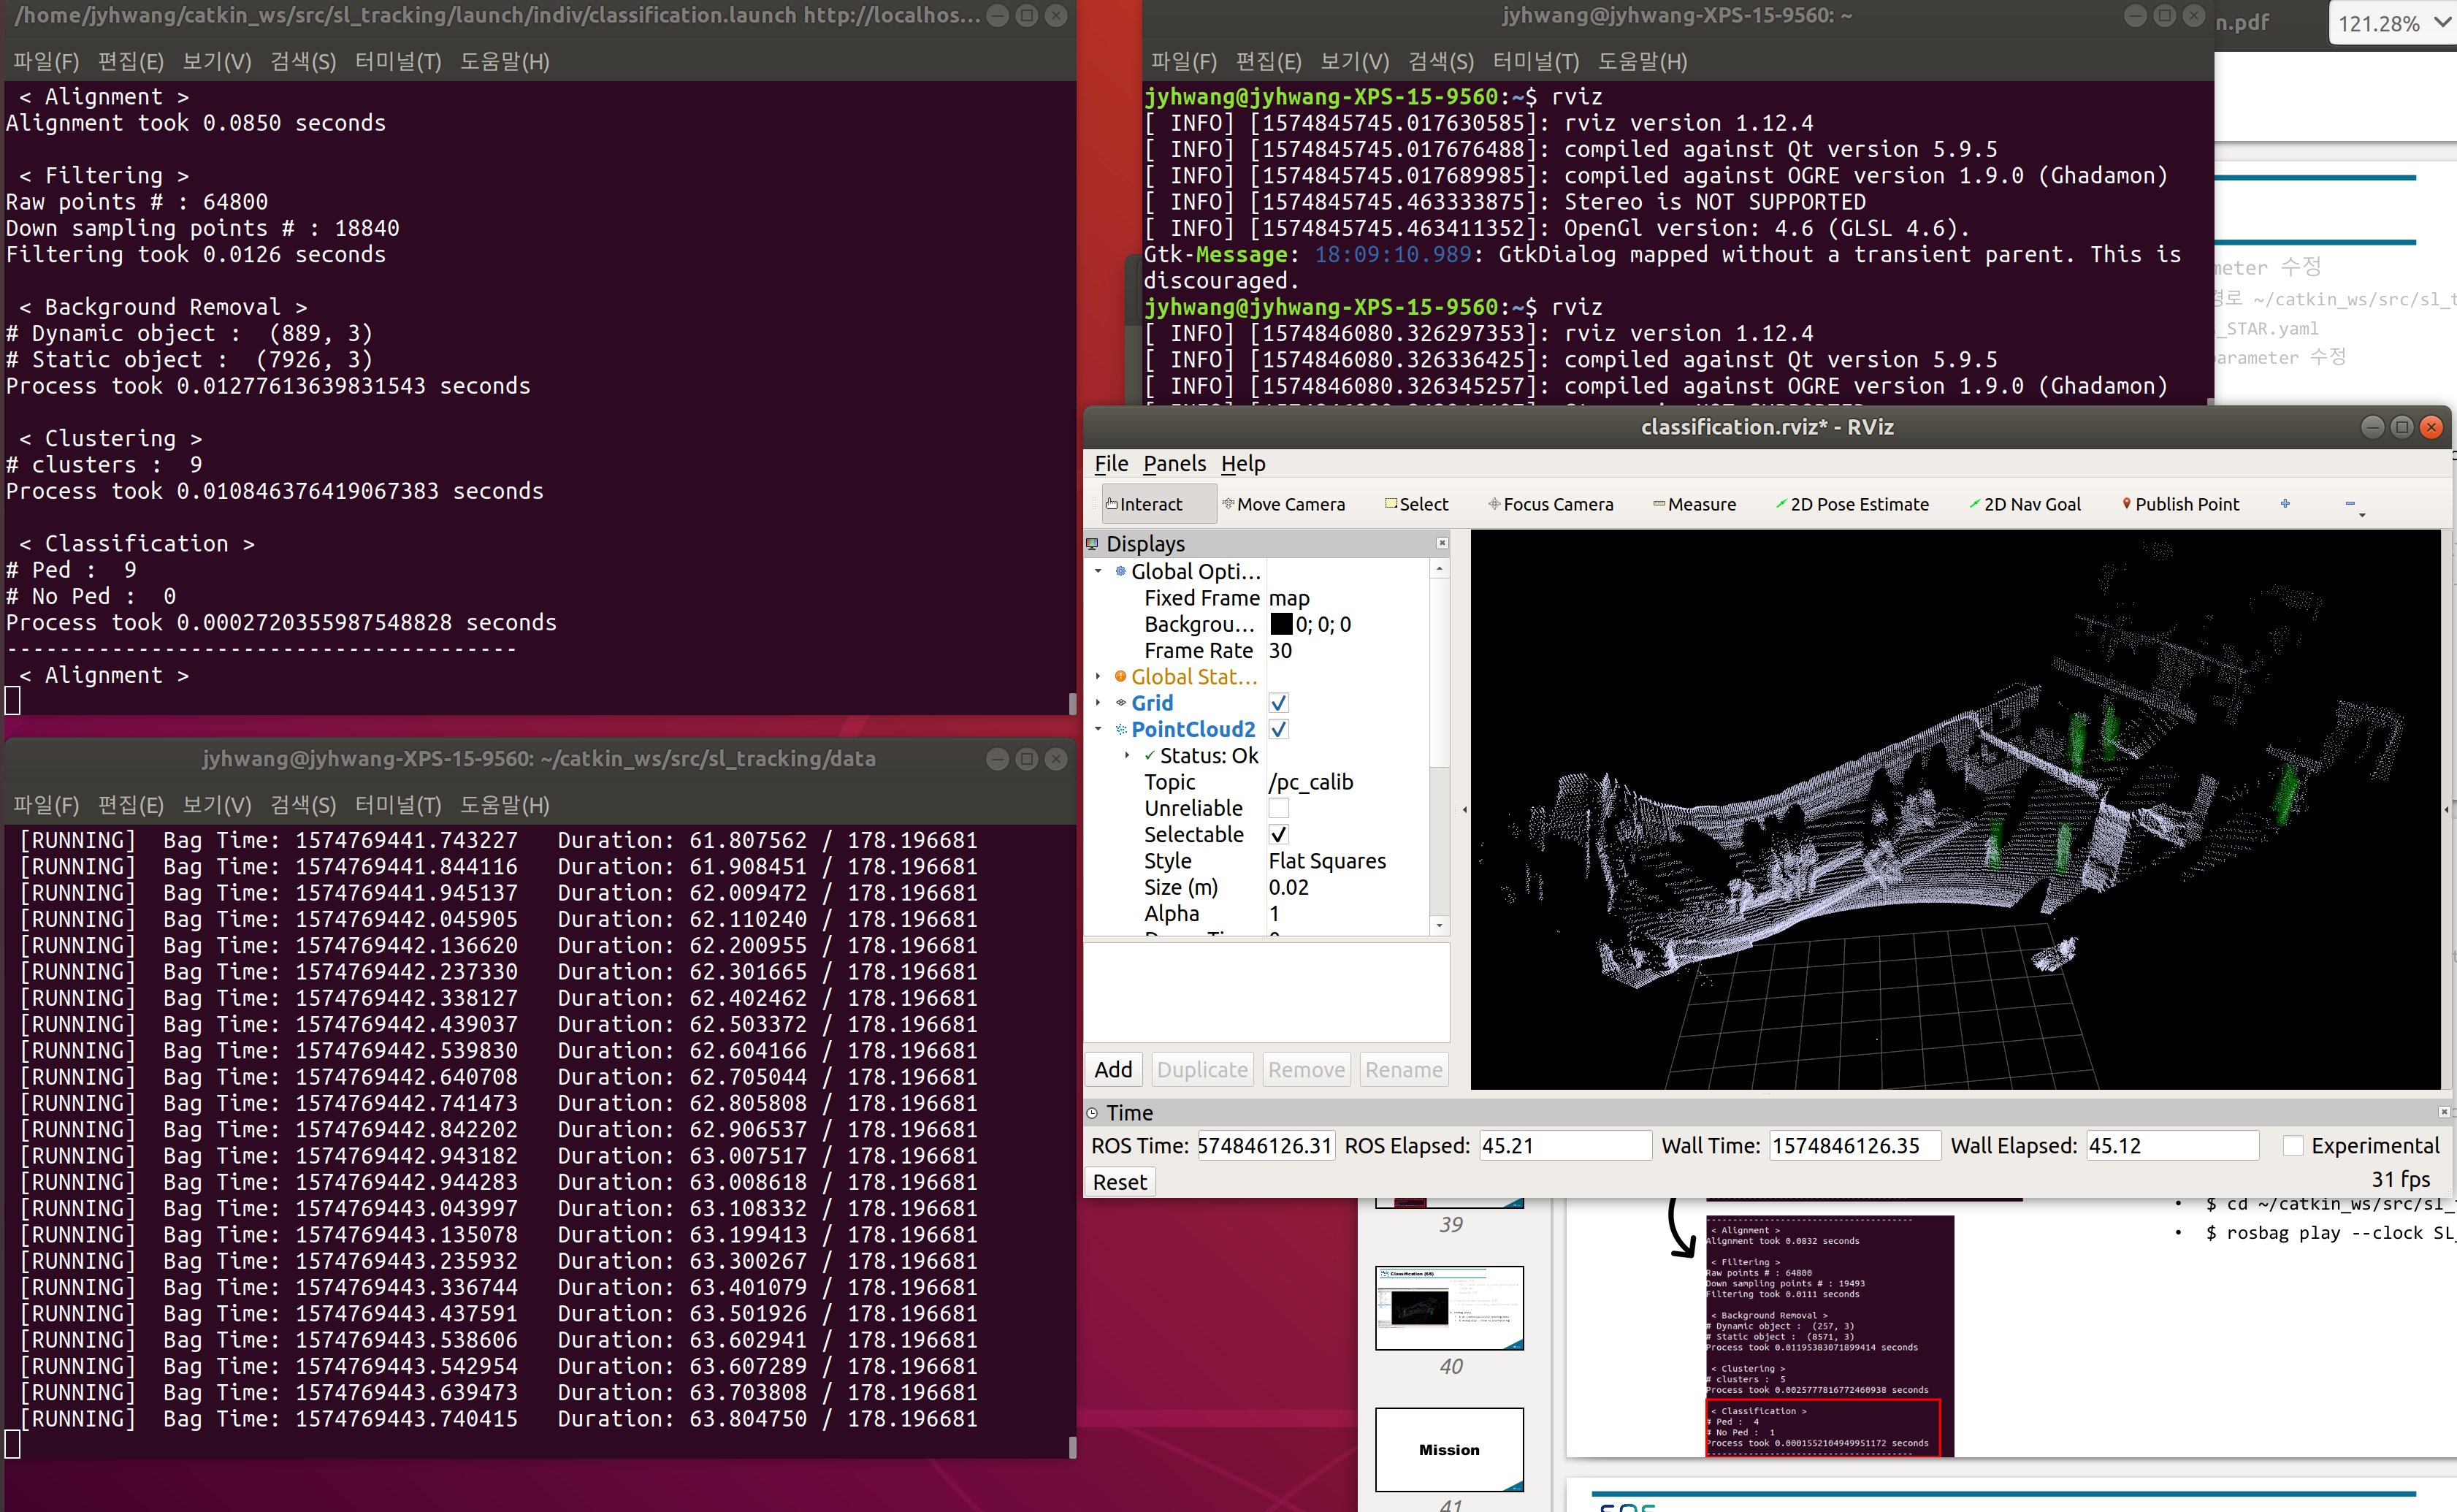 /home/jyhwang/catkin_ws/src/sl_tracking/launch/indiv/classification.launch http://localhos...
파일(F) 편집(E) 보기(V) 검색(S) 터미널(T) 도움말(H)
< Alignment >
Alignment took 0.0850 seconds
< Filtering >
Raw points # : 64800
Down sampling points # : 18840
Filtering took 0.0126 seconds
< Background Removal >
# Dynamic object :  (889, 3)
# Static object :  (7926, 3)
Process took 0.01277613639831543 seconds
< Clustering >
# clusters :  9
Process took 0.010846376419067383 seconds
< Classification >
# Ped :  9
# No Ped :  0
Process took 0.0002720355987548828 seconds
---------------------------------------
< Alignment >
jyhwang@jyhwang-XPS-15-9560: ~/catkin_ws/src/sl_tracking/data
파일(F) 편집(E) 보기(V) 검색(S) 터미널(T) 도움말(H)
[RUNNING]  Bag Time: 1574769441.743227   Duration: 61.807562 / 178.196681
[RUNNING]  Bag Time: 1574769441.844116   Duration: 61.908451 / 178.196681
[RUNNING]  Bag Time: 1574769441.945137   Duration: 62.009472 / 178.196681
[RUNNING]  Bag Time: 1574769442.045905   Duration: 62.110240 / 178.196681
[RUNNING]  Bag Time: 1574769442.136620   Duration: 62.200955 / 178.196681
[RUNNING]  Bag Time: 1574769442.237330   Duration: 62.301665 / 178.196681
[RUNNING]  Bag Time: 1574769442.338127   Duration: 62.402462 / 178.196681
[RUNNING]  Bag Time: 1574769442.439037   Duration: 62.503372 / 178.196681
[RUNNING]  Bag Time: 1574769442.539830   Duration: 62.604166 / 178.196681
[RUNNING]  Bag Time: 1574769442.640708   Duration: 62.705044 / 178.196681
[RUNNING]  Bag Time: 1574769442.741473   Duration: 62.805808 / 178.196681
[RUNNING]  Bag Time: 1574769442.842202   Duration: 62.906537 / 178.196681
[RUNNING]  Bag Time: 1574769442.943182   Duration: 63.007517 / 178.196681
[RUNNING]  Bag Time: 1574769442.944283   Duration: 63.008618 / 178.196681
[RUNNING]  Bag Time: 1574769443.043997   Duration: 63.108332 / 178.196681
[RUNNING]  Bag Time: 1574769443.135078   Duration: 63.199413 / 178.196681
[RUNNING]  Bag Time: 1574769443.235932   Duration: 63.300267 / 178.196681
[RUNNING]  Bag Time: 1574769443.336744   Duration: 63.401079 / 178.196681
[RUNNING]  Bag Time: 1574769443.437591   Duration: 63.501926 / 178.196681
[RUNNING]  Bag Time: 1574769443.538606   Duration: 63.602941 / 178.196681
[RUNNING]  Bag Time: 1574769443.542954   Duration: 63.607289 / 178.196681
[RUNNING]  Bag Time: 1574769443.639473   Duration: 63.703808 / 178.196681
[RUNNING]  Bag Time: 1574769443.740415   Duration: 63.804750 / 178.196681
jyhwang@jyhwang-XPS-15-9560: ~
파일(F) 편집(E) 보기(V) 검색(S) 터미널(T) 도움말(H)
jyhwang@jyhwang-XPS-15-9560:~$ rviz
[ INFO] [1574845745.017630585]: rviz version 1.12.4
[ INFO] [1574845745.017676488]: compiled against Qt version 5.9.5
[ INFO] [1574845745.017689985]: compiled against OGRE version 1.9.0 (Ghadamon)
[ INFO] [1574845745.463333875]: Stereo is NOT SUPPORTED
[ INFO] [1574845745.463411352]: OpenGl version: 4.6 (GLSL 4.6).
Gtk-Message: 18:09:10.989: GtkDialog mapped without a transient parent. This is
discouraged.
jyhwang@jyhwang-XPS-15-9560:~$ rviz
[ INFO] [1574846080.326297353]: rviz version 1.12.4
[ INFO] [1574846080.326336425]: compiled against Qt version 5.9.5
[ INFO] [1574846080.326345257]: compiled against OGRE version 1.9.0 (Ghadamon)
n.pdf
121.28%
meter 수정
경로 ~/catkin_ws/src/sl_t
_STAR.yaml
parameter 수정
classification.rviz* - RViz
File Panels Help
Interact Move Camera Select Focus Camera Measure 2D Pose Estimate 2D Nav Goal Publish Point
Displays
Global Opti...
Fixed Frame map
Backgrou... 0; 0; 0
Frame Rate 30
Global Stat...
Grid
PointCloud2
Status: Ok
Topic /pc_calib
Unreliable
Selectable
Style Flat Squares
Size (m) 0.02
Alpha 1
Add Duplicate Remove Rename
Time
ROS Time: 574846126.31 ROS Elapsed: 45.21 Wall Time: 1574846126.35 Wall Elapsed: 45.12 Experimental
Reset 31 fps
39
40
Mission
41
---------------------------------------
< Alignment >
Alignment took 0.0832 seconds
< Filtering >
Raw points # : 64800
Down sampling points # : 19493
Filtering took 0.0111 seconds
< Background Removal >
# Dynamic object :  (257, 3)
# Static object :  (8571, 3)
Process took 0.01195383071899414 seconds
< Clustering >
# clusters :  5
Process took 0.0025777816772460938 seconds
< Classification >
# Ped :  4
# No Ped :  1
Process took 0.0001552104949951172 seconds
• $ cd ~/catkin_ws/src/sl_
• $ rosbag play --clock SL_